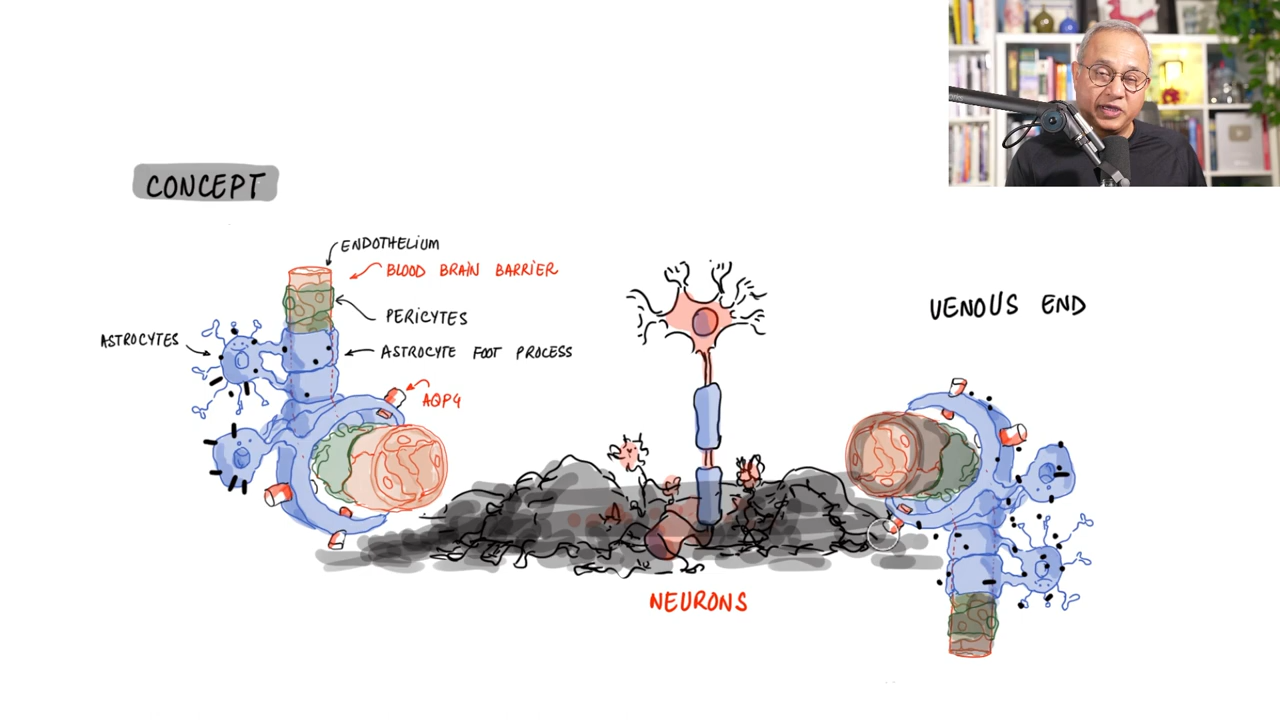 CONCEPT
ENDOTHELIUM
BLOOD BRAIN BARRIER
PERICYTES
ASTROCYTES
ASTROCYTE FOOT PROCESS
AQP4
VENOUS END
NEURONS